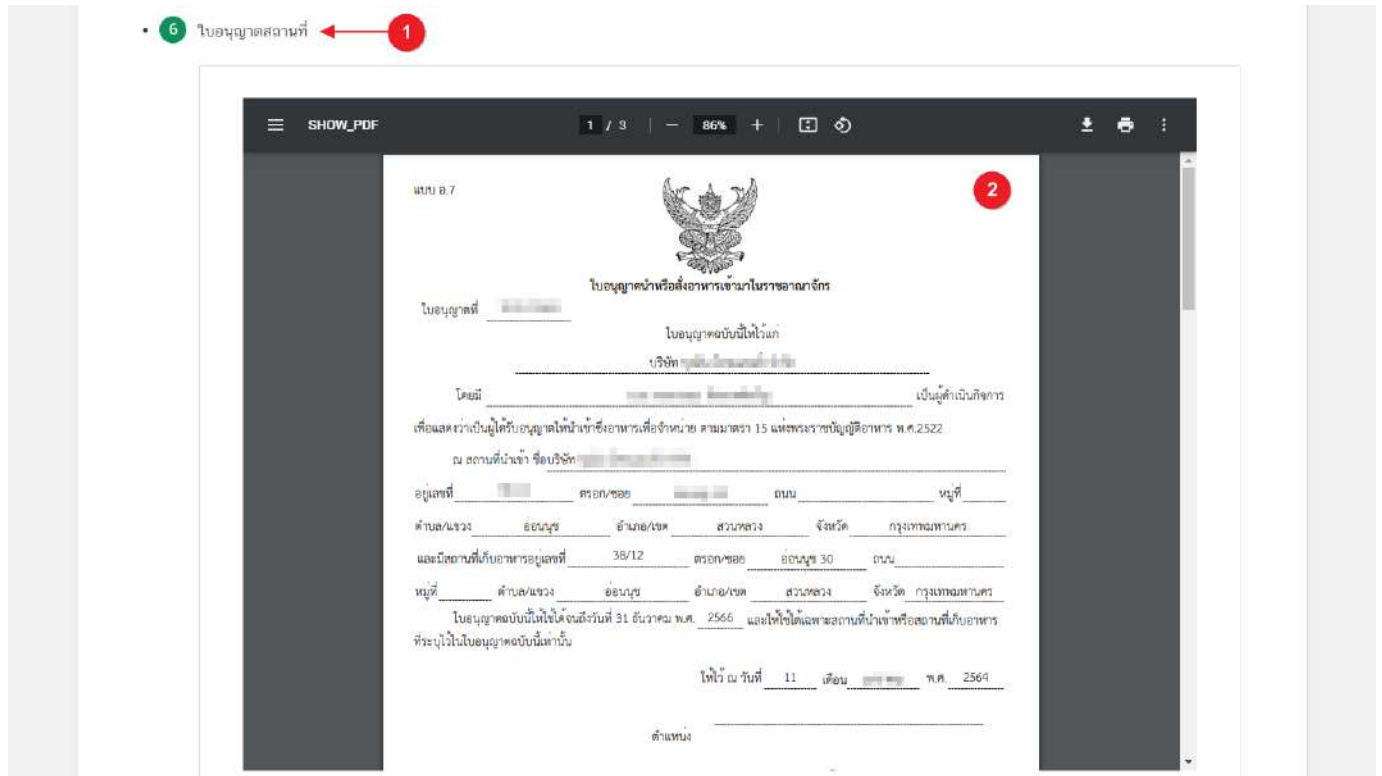 6 ใบอนุญาตสถานที่ 1
SHOW_PDF 1 / 3 86%
แบบ อ.7 2
ใบอนุญาตนำหรือสั่งอาหารเข้ามาในราชอาณาจักร
ใบอนุญาตที่
ใบอนุญาตฉบับนี้ให้ไว้แก่
บริษัท
โดยมี เป็นผู้ดำเนินกิจการ
เพื่อแสดงว่าเป็นผู้ได้รับอนุญาตให้นำเข้าซึ่งอาหารเพื่อจำหน่าย ตามมาตรา 15 แห่งพระราชบัญญัติอาหาร พ.ศ.2522
ณ สถานที่นำเข้า ชื่อบริษัท
อยู่เลขที่ ตรอก/ซอย ถนน หมู่ที่
ตำบล/แขวง อ่อนนุช อำเภอ/เขต สวนหลวง จังหวัด กรุงเทพมหานคร
และมีสถานที่เก็บอาหารอยู่เลขที่ 38/12 ตรอก/ซอย อ่อนนุช 30 ถนน
หมู่ที่ ตำบล/แขวง อ่อนนุช อำเภอ/เขต สวนหลวง จังหวัด กรุงเทพมหานคร
ใบอนุญาตฉบับนี้ให้ใช้ได้จนถึงวันที่ 31 ธันวาคม พ.ศ. 2566 และให้ใช้ได้เฉพาะสถานที่นำเข้าหรือสถานที่เก็บอาหาร
ที่ระบุไว้ในใบอนุญาตฉบับนี้เท่านั้น
ให้ไว้ ณ วันที่ 11 เดือน พ.ศ. 2564
ตำแหน่ง